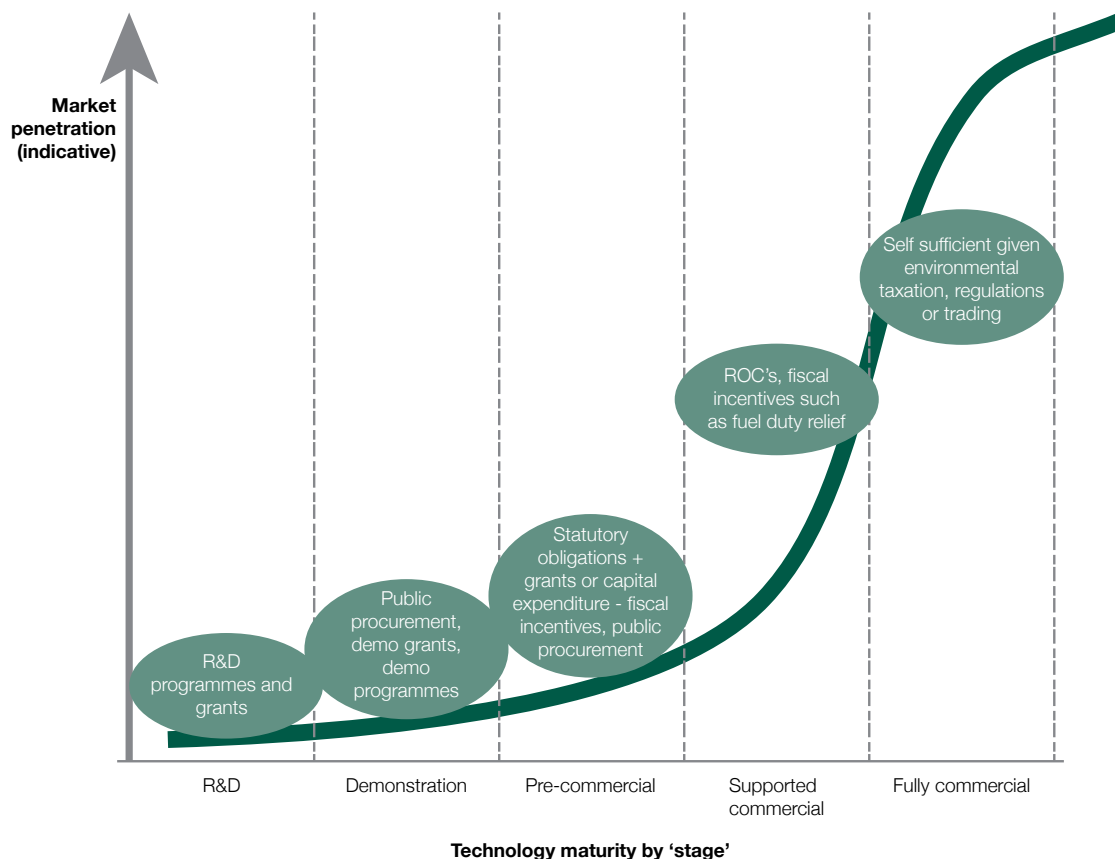 Market
penetration
(indicative)
Self sufficient given
environmental
taxation, regulations
or trading
ROC's, fiscal
incentives such
as fuel duty relief
Statutory
obligations +
grants or capital
expenditure - fiscal
incentives, public
procurement
Public
procurement,
demo grants,
demo
programmes
R&D
programmes and
grants
R&D
Demonstration
Pre-commercial
Supported
commercial
Fully commercial
Technology maturity by ‘stage’